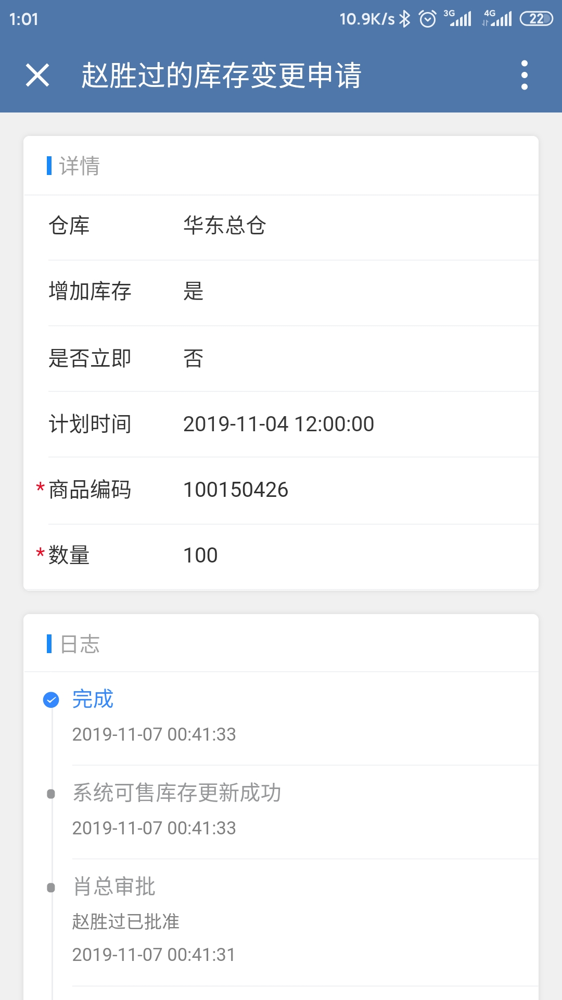 1:01 10.9K/s 3G 4G 22
赵胜过的库存变更申请
详情
仓库 华东总仓
增加库存 是
是否立即 否
计划时间 2019-11-04 12:00:00
*商品编码 100150426
*数量 100
日志
完成
2019-11-07 00:41:33
系统可售库存更新成功
2019-11-07 00:41:33
肖总审批
赵胜过已批准
2019-11-07 00:41:31